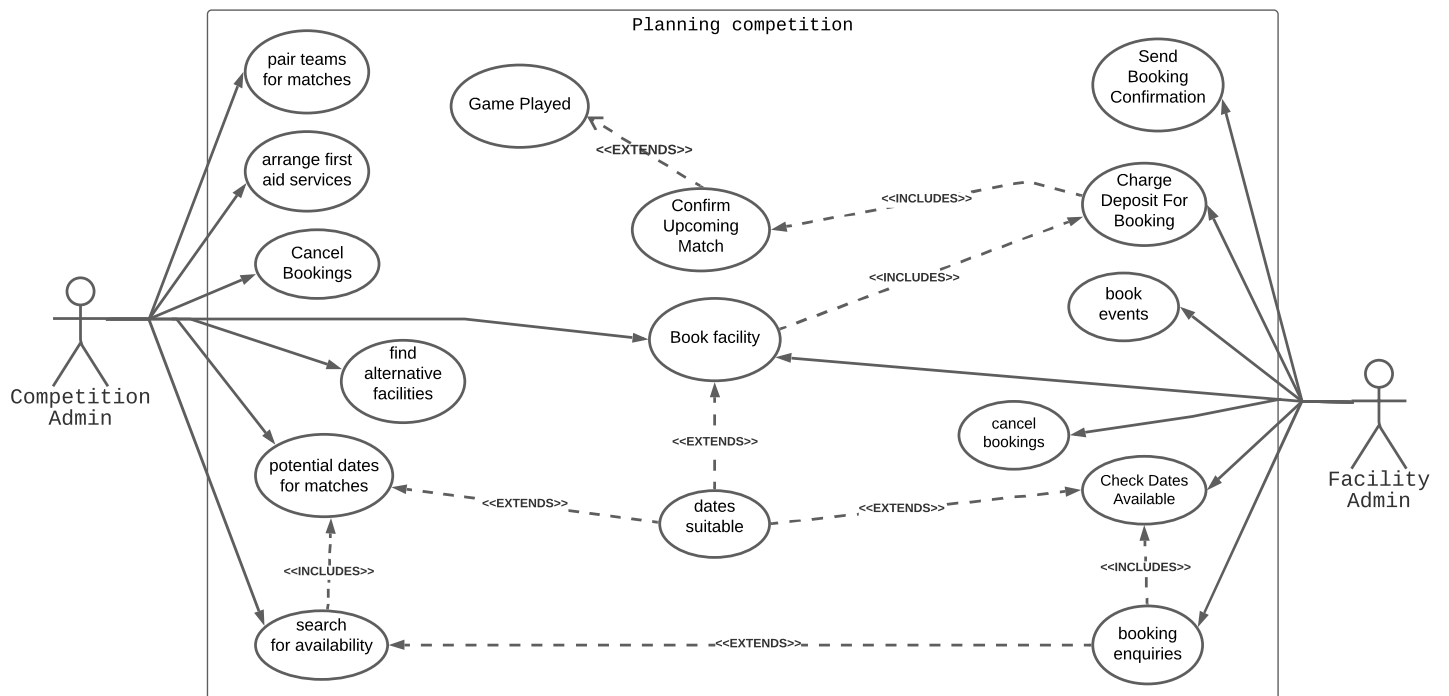 Planning competition
pair teams
for matches
Game Played
Send
Booking
Confirmation
<<EXTENDS>>
arrange first
aid services
Confirm
Upcoming
Match
<<INCLUDES>>
Charge
Deposit For
Booking
Cancel
Bookings
<<INCLUDES>>
book
events
Book facility
find
alternative
facilities
Competition
Admin
cancel
bookings
<<EXTENDS>>
potential dates
for matches
Check Dates
Available
Facility
Admin
<<EXTENDS>>
dates
suitable
<<EXTENDS>>
<<INCLUDES>>
<<INCLUDES>>
search
for availability
<<EXTENDS>>
booking
enquiries